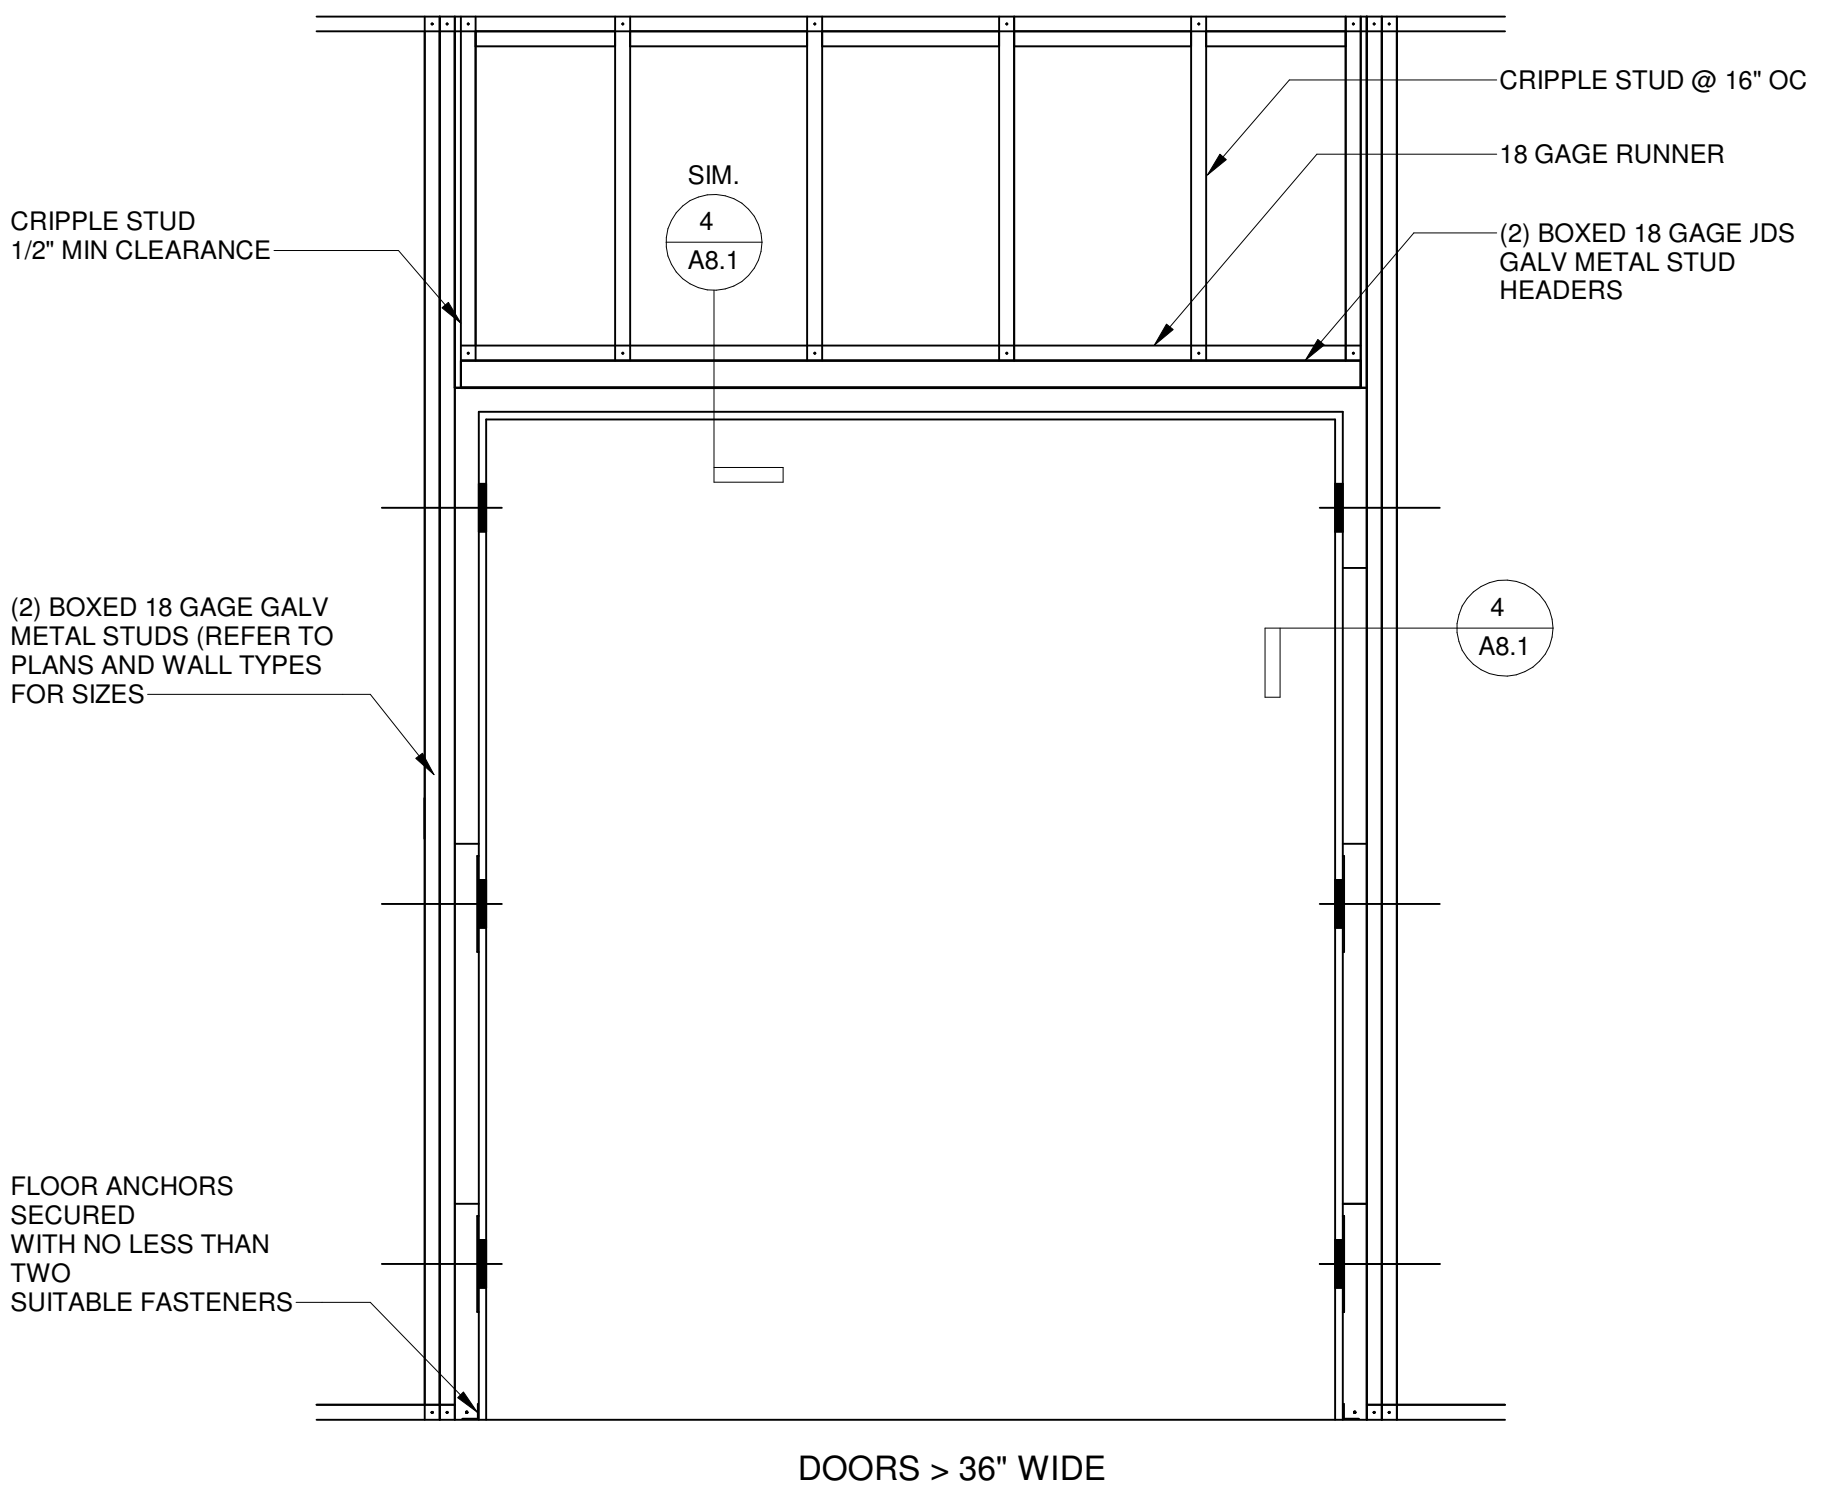 CRIPPLE STUD @ 16" OC
18 GAGE RUNNER
SIM.
4
A8.1
CRIPPLE STUD
1/2" MIN CLEARANCE
(2) BOXED 18 GAGE JDS
GALV METAL STUD
HEADERS
(2) BOXED 18 GAGE GALV
METAL STUDS (REFER TO
PLANS AND WALL TYPES
FOR SIZES
4
A8.1
FLOOR ANCHORS
SECURED
WITH NO LESS THAN
TWO
SUITABLE FASTENERS
DOORS > 36" WIDE